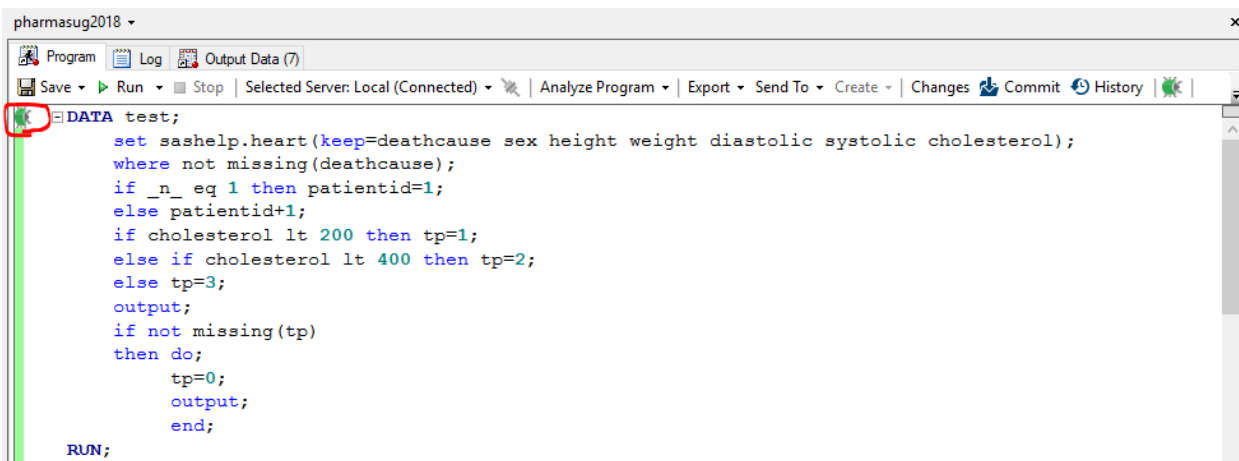 pharmasug2018
Program Log Output Data (7)
Save Run Stop | Selected Server: Local (Connected) | Analyze Program | Export Send To Create | Changes Commit History
DATA test;
set sashelp.heart(keep=deathcause sex height weight diastolic systolic cholesterol);
where not missing(deathcause);
if _n_ eq 1 then patientid=1;
else patientid+1;
if cholesterol lt 200 then tp=1;
else if cholesterol lt 400 then tp=2;
else tp=3;
output;
if not missing(tp)
then do;
tp=0;
output;
end;
RUN;